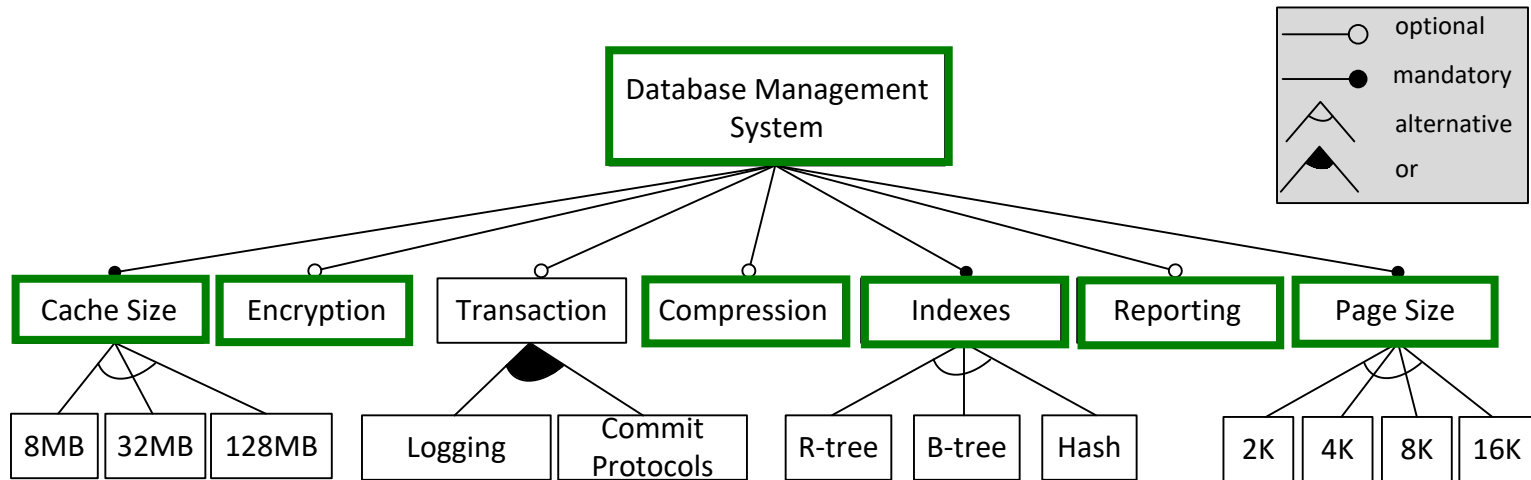 optional
mandatory
alternative
or
Database Management
System
Cache Size
Encryption
Transaction
Compression
Indexes
Reporting
Page Size
8MB
32MB
128MB
Logging
Commit
Protocols
R-tree
B-tree
Hash
2K
4K
8K
16K